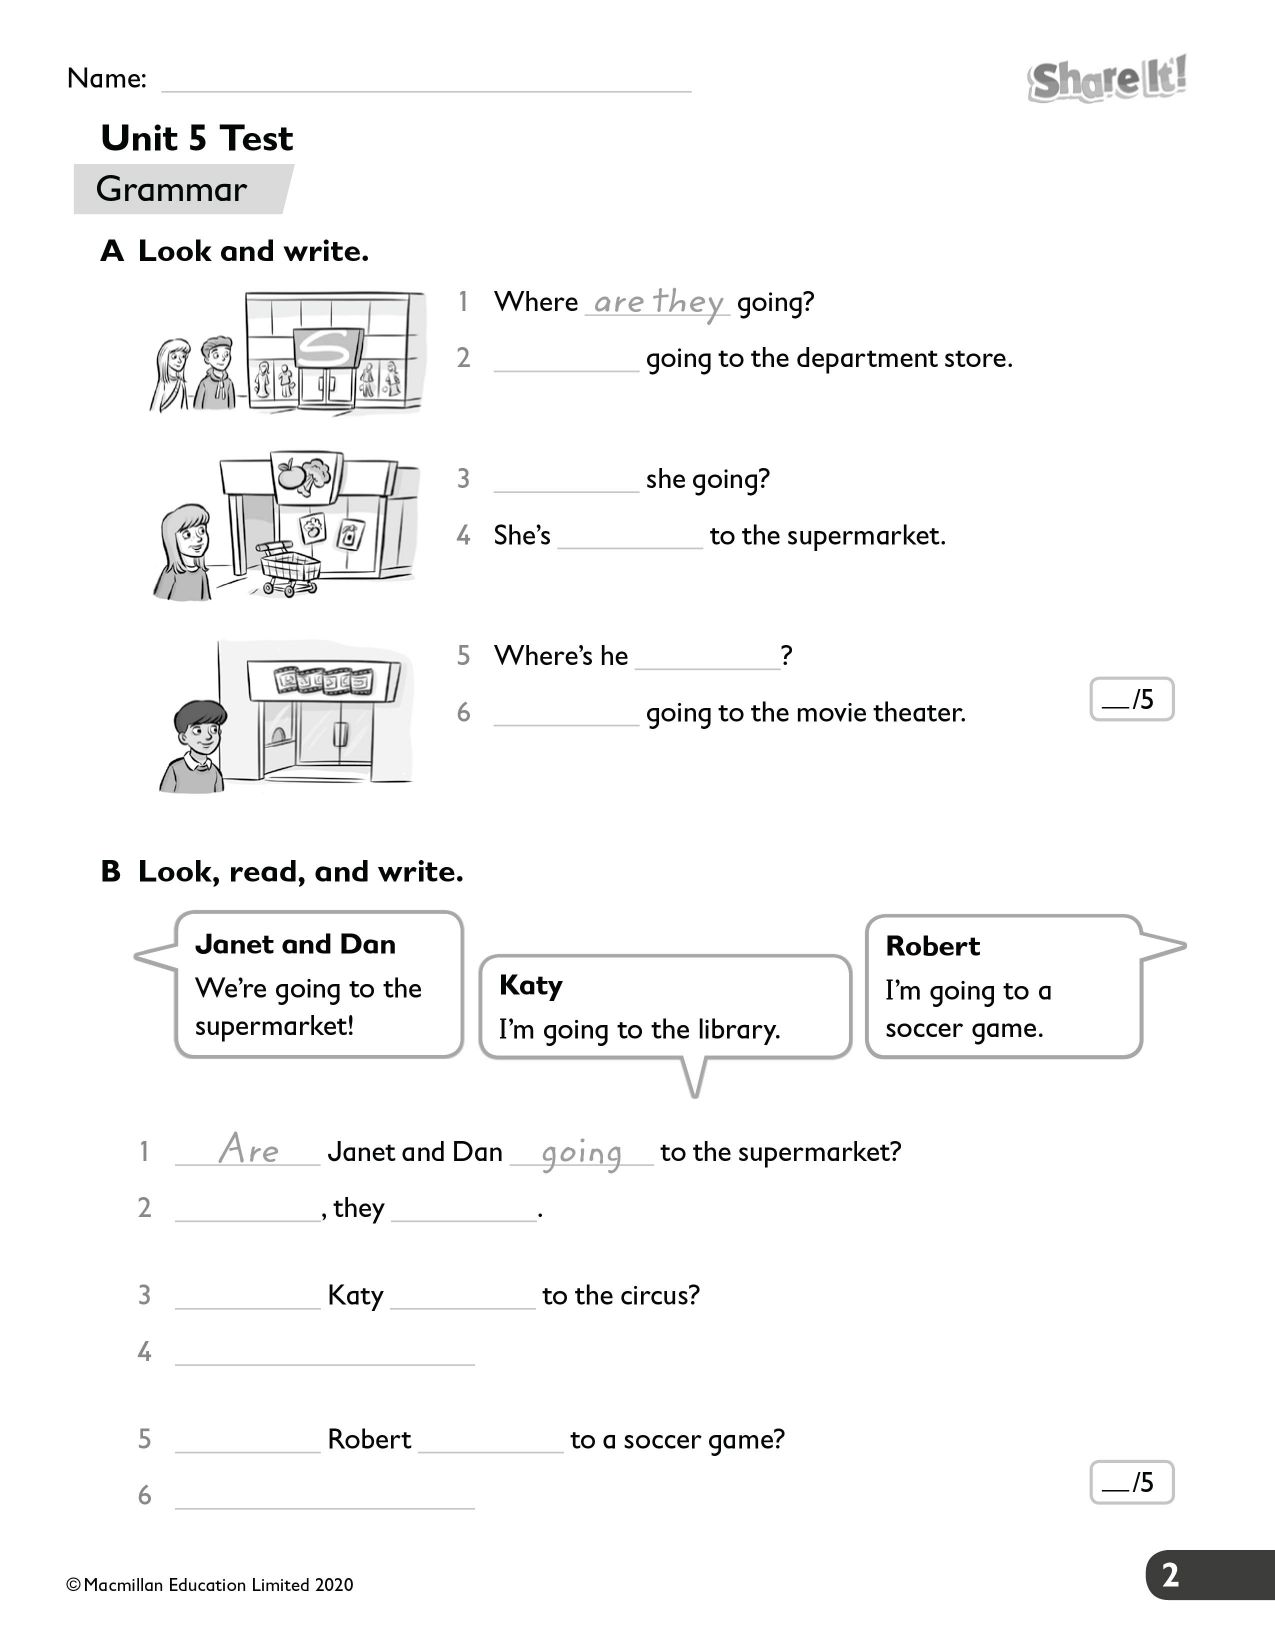 Name:
Share It!
Unit 5 Test
Grammar
A Look and write.
1 Where are they going?
2 __________ going to the department store.
S
3 __________ she going?
4 She's __________ to the supermarket.
5 Where's he __________?
6 __________ going to the movie theater.
__/5
B Look, read, and write.
Janet and Dan
We're going to the
supermarket!
Katy
I'm going to the library.
Robert
I'm going to a
soccer game.
1 Are Janet and Dan going to the supermarket?
2 __________, they __________.
3 __________ Katy __________ to the circus?
4 __________
5 __________ Robert __________ to a soccer game?
6 __________
__/5
© Macmillan Education Limited 2020
2